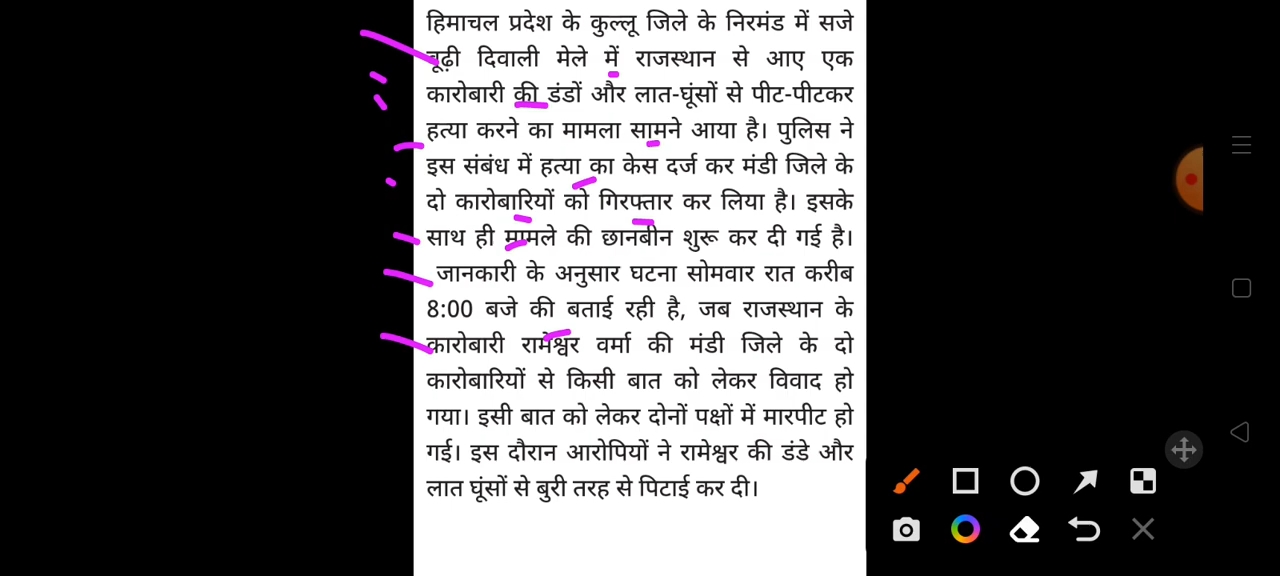 हिमाचल प्रदेश के कुल्लू जिले के निरमंड में सजे
बूढ़ी दिवाली मेले में राजस्थान से आए एक
कारोबारी की डंडों और लात-घूंसों से पीट-पीटकर
हत्या करने का मामला सामने आया है। पुलिस ने
इस संबंध में हत्या का केस दर्ज कर मंडी जिले के
दो कारोबारियों को गिरफ्तार कर लिया है। इसके
साथ ही मामले की छानबीन शुरू कर दी गई है।
जानकारी के अनुसार घटना सोमवार रात करीब
8:00 बजे की बताई रही है, जब राजस्थान के
कारोबारी रामेश्वर वर्मा की मंडी जिले के दो
कारोबारियों से किसी बात को लेकर विवाद हो
गया। इसी बात को लेकर दोनों पक्षों में मारपीट हो
गई। इस दौरान आरोपियों ने रामेश्वर की डंडे और
लात घूंसों से बुरी तरह से पिटाई कर दी।